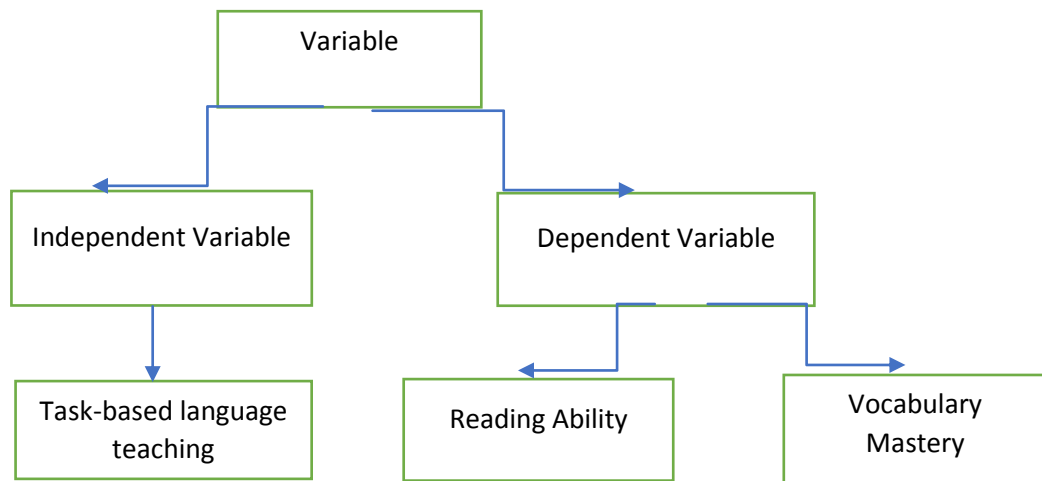 Variable
Independent Variable
Dependent Variable
Task-based language
teaching
Reading Ability
Vocabulary
Mastery